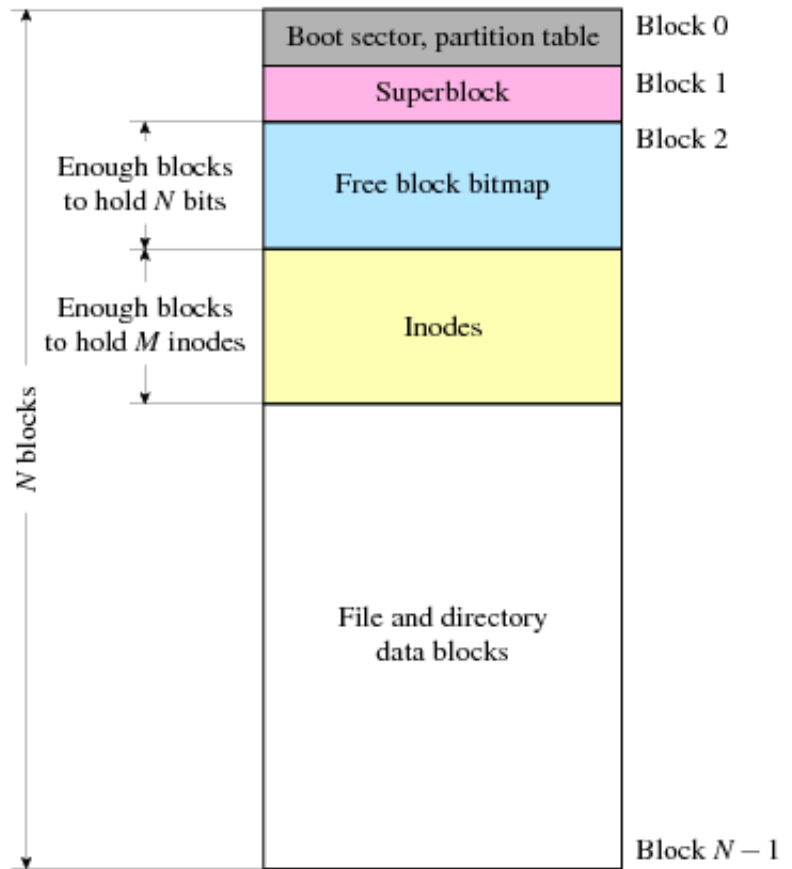 Boot sector, partition table
Block 0
Superblock
Block 1
Block 2
Enough blocks
to hold N bits
Free block bitmap
Enough blocks
to hold M inodes
Inodes
N blocks
File and directory
data blocks
Block N − 1